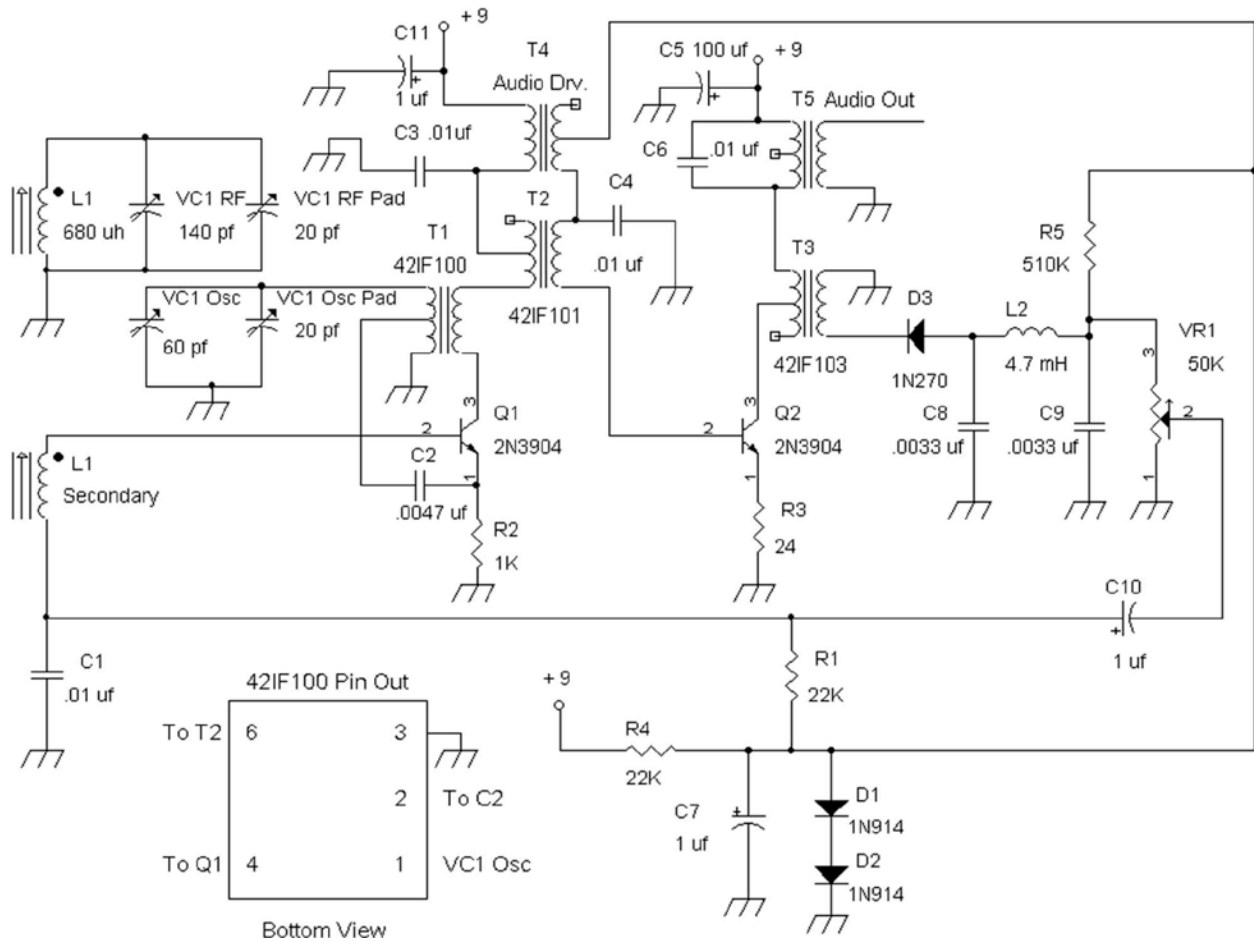 + 9
C11
1 uf
+
T4
Audio Drv.
C5 100 uf
+ 9
+
T5
Audio Out
C3 .01uf
C6
.01 uf
L1
680 uh
VC1 RF
140 pf
VC1 RF Pad
20 pf
T2
C4
.01 uf
T1
42IF100
42IF101
T3
42IF103
R5
510K
VC1 Osc
60 pf
VC1 Osc Pad
20 pf
D3
1N270
L2
4.7 mH
VR1
50K
3
2
1
3
Q1
2N3904
2
1
3
Q2
2N3904
2
1
C8
.0033 uf
C9
.0033 uf
L1
Secondary
C2
.0047 uf
R2
1K
R3
24
C10
+
1 uf
C1
.01 uf
R1
22K
+ 9
R4
22K
C7
1 uf
+
D1
1N914
D2
1N914
42IF100 Pin Out
To T2 6 3
2 To C2
To Q1 4 1 VC1 Osc
Bottom View